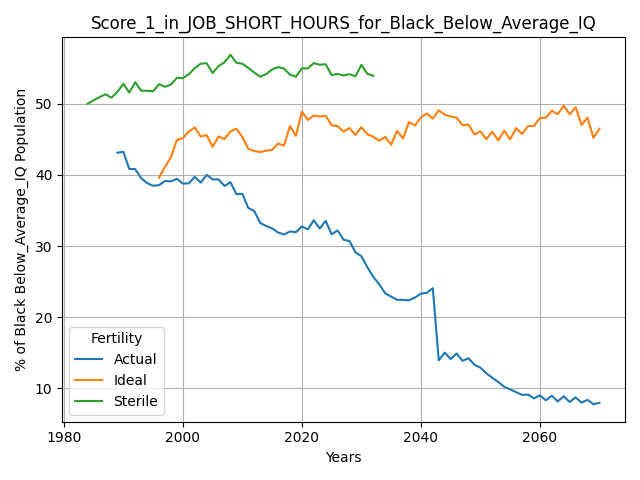 Score_1_in_JOB_SHORT_HOURS_for_Black_Below_Average_IQ
% of Black Below_Average_IQ Population
50
40
30
20
10
Fertility
Actual
Ideal
Sterile
1980 2000 2020 2040 2060
Years